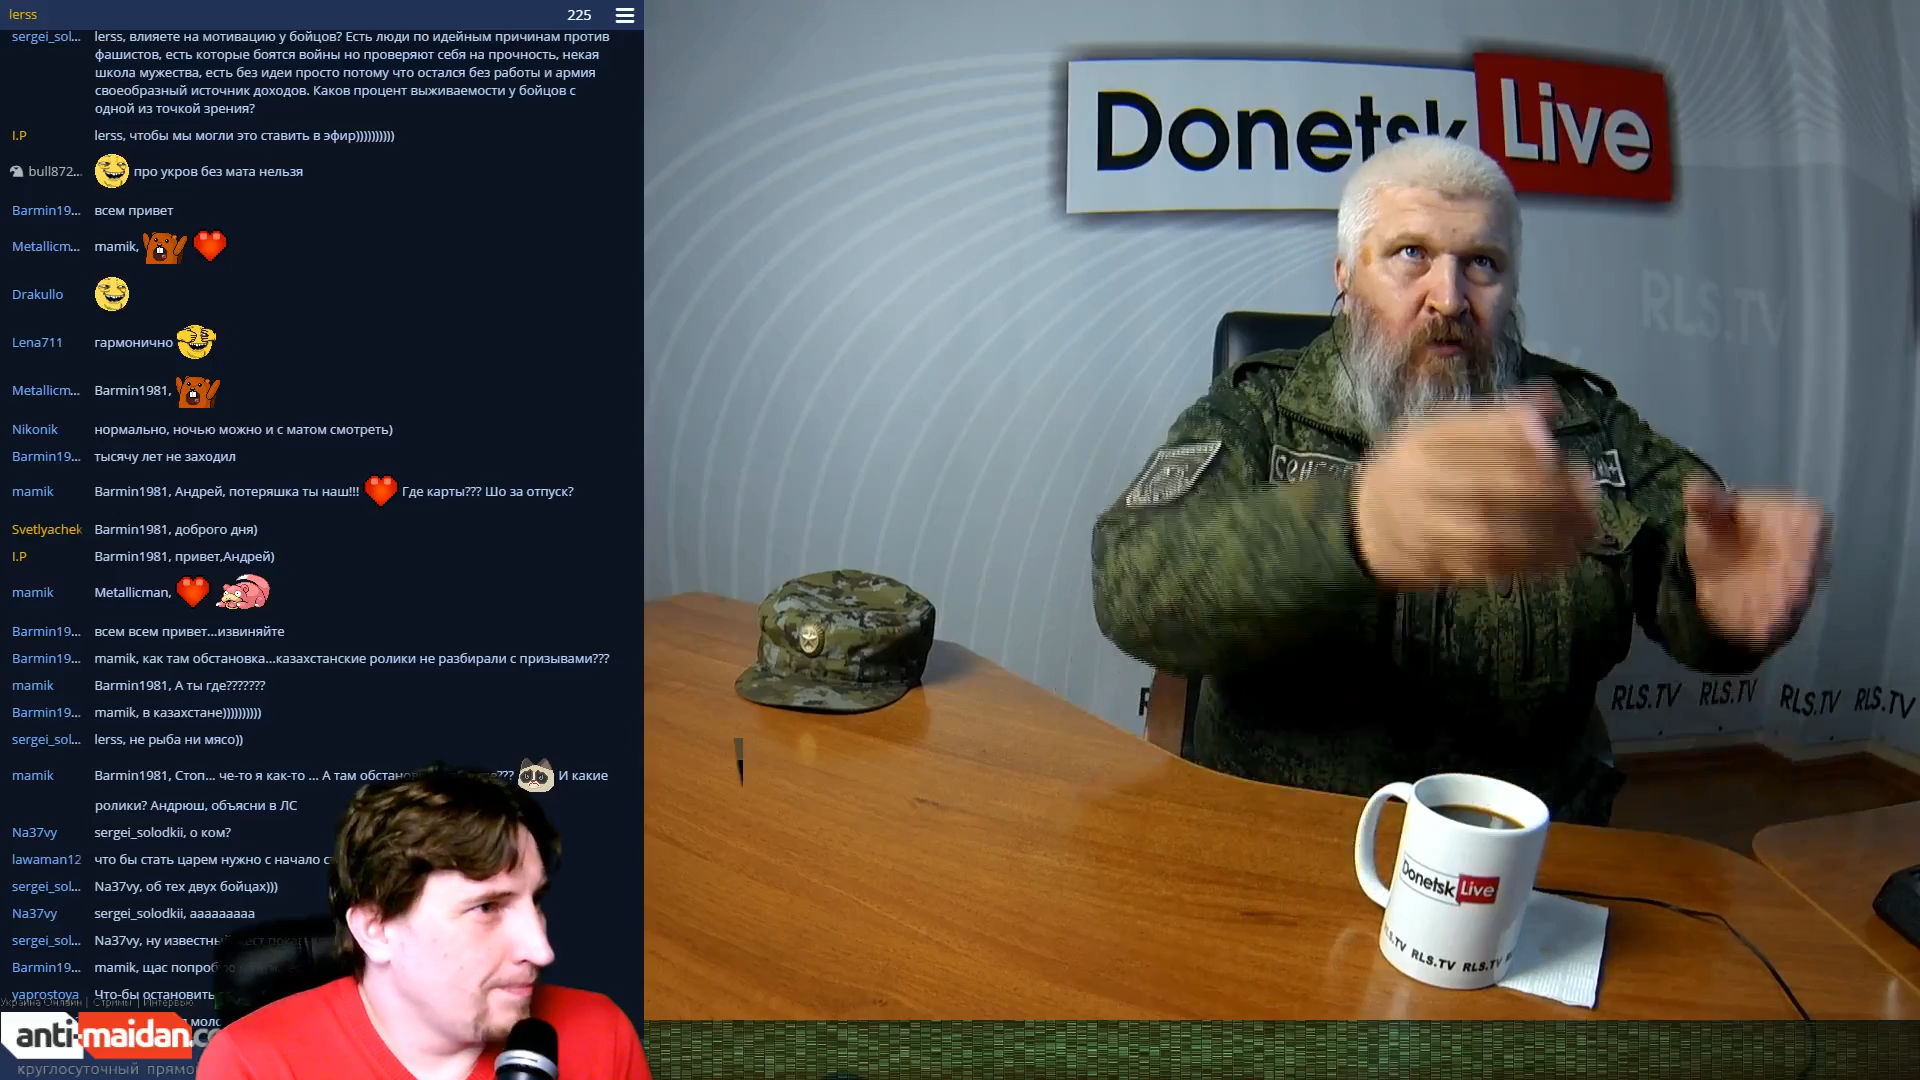 lerss
225
sergei_sol... lerss, влияете на мотивацию у бойцов? Есть люди по идейным причинам против
фашистов, есть которые боятся войны но проверяют себя на прочность, некая
школа мужества, есть без идеи просто потому что остался без работы и армия
своеобразный источник доходов. Каков процент выживаемости у бойцов с
одной из точкой зрения?
I.P lerss, чтобы мы могли это ставить в эфир))))))))))
bull872... про укров без мата нельзя
Barmin19... всем привет
Metallicm... mamik,
Drakullo
Lena711 гармонично
Metallicm... Barmin1981,
Nikonik нормально, ночью можно и с матом смотреть)
Barmin19... тысячу лет не заходил
mamik Barmin1981, Андрей, потеряшка ты наш!!! Где карты??? Шо за отпуск?
Svetlyachek Barmin1981, доброго дня)
I.P Barmin1981, привет,Андрей)
mamik Metallicman,
Barmin19... всем всем привет...извиняйте
Barmin19... mamik, как там обстановка...казахстанские ролики не разбирали с призывами???
mamik Barmin1981, А ты где???????
Barmin19... mamik, в казахстане))))))))))
sergei_sol... lerss, не рыба ни мясо))
mamik Barmin1981, Стоп... че-то я как-то ... А там обстанов ??? И какие
ролики? Андрюш, объясни в ЛС
Na37vy sergei_solodkii, о ком?
lawaman12 что бы стать царем нужно с начало
sergei_sol... Na37vy, об тех двух бойцах)))
Na37vy sergei_solodkii, ааааааааа
sergei_sol... Na37vy, ну известны
Barmin19... mamik, щас попроб
yaprostoya Что-бы остановить
Украина Онлайн | Стримы | Интервью
anti-maidan.c
круглосуточный прямо
Donetsk Live
RLS.TV
RLS.TV RLS.TV RLS.TV RLS.TV
Donetsk Live
RLS.TV RLS.TV